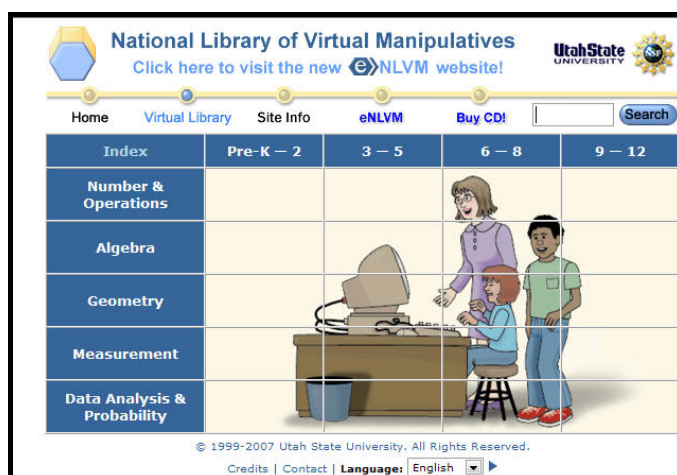 National Library of Virtual Manipulatives
Click here to visit the new eNLVM website!
UtahState
UNIVERSITY
NSF
Home Virtual Library Site Info eNLVM Buy CD! Search
Index Pre-K — 2 3 — 5 6 — 8 9 — 12
Number &
Operations
Algebra
Geometry
Measurement
Data Analysis &
Probability
© 1999-2007 Utah State University. All Rights Reserved.
Credits | Contact | Language: English